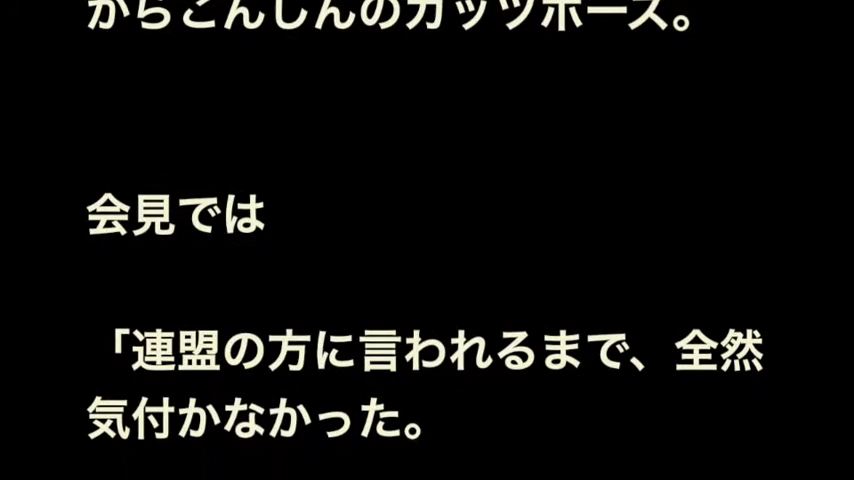 からこんしんのガッツポーズ。
会見では
「連盟の方に言われるまで、全然
気付かなかった。